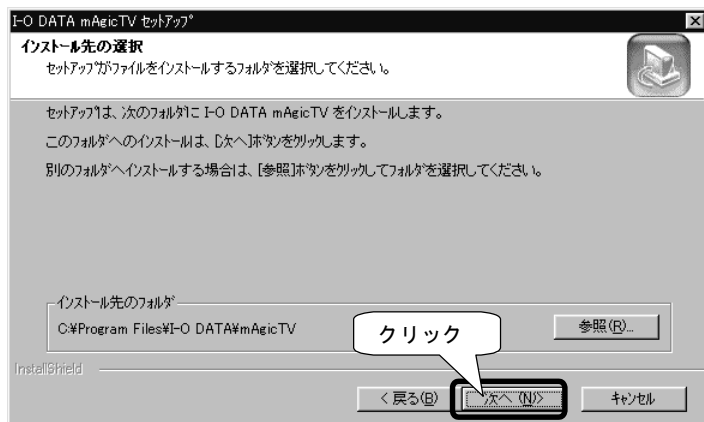 I-O DATA mAgicTV セットアップ
インストール先の選択
セットアップがファイルをインストールするフォルダを選択してください。
セットアップは、次のフォルダに I-O DATA mAgicTV をインストールします。
このフォルダへのインストールは、[次へ]ボタンをクリックします。
別のフォルダへインストールする場合は、[参照]ボタンをクリックしてフォルダを選択してください。
インストール先のフォルダ
C:¥Program Files¥I-O DATA¥mAgicTV
クリック
参照(R)...
InstallShield
< 戻る(B)
次へ (N)>
キャンセル